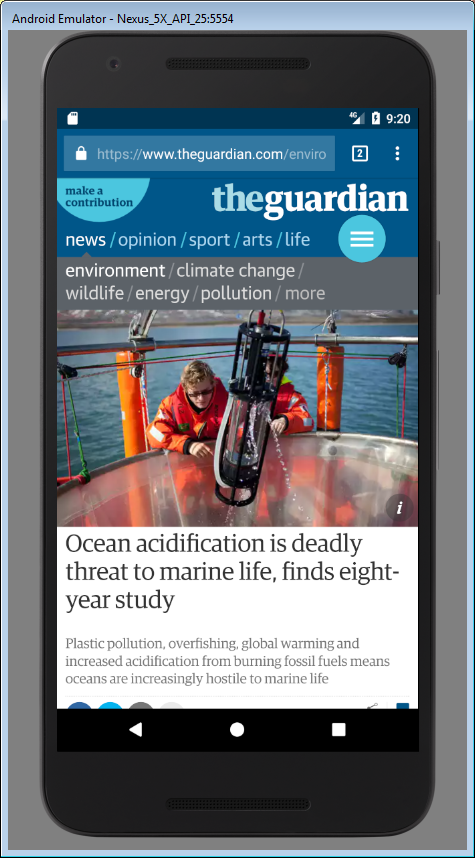 Android Emulator - Nexus_5X_API_25:5554
4G 9:20
https://www.theguardian.com/enviro 2
make a
contribution
theguardian
news / opinion / sport / arts / life
environment / climate change /
wildlife / energy / pollution / more
i
Ocean acidification is deadly
threat to marine life, finds eight-
year study
Plastic pollution, overfishing, global warming and
increased acidification from burning fossil fuels means
oceans are increasingly hostile to marine life